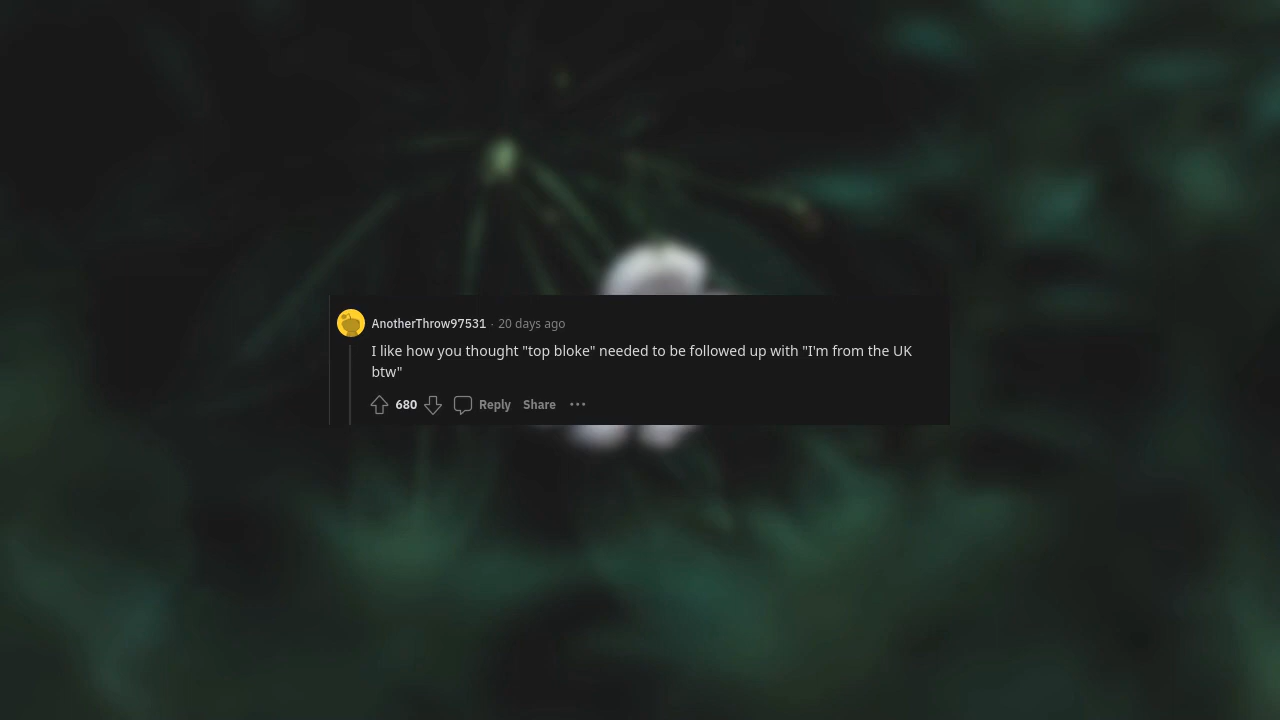 AnotherThrow97531 · 20 days ago
I like how you thought "top bloke" needed to be followed up with "I'm from the UK
btw"
680 Reply Share ···